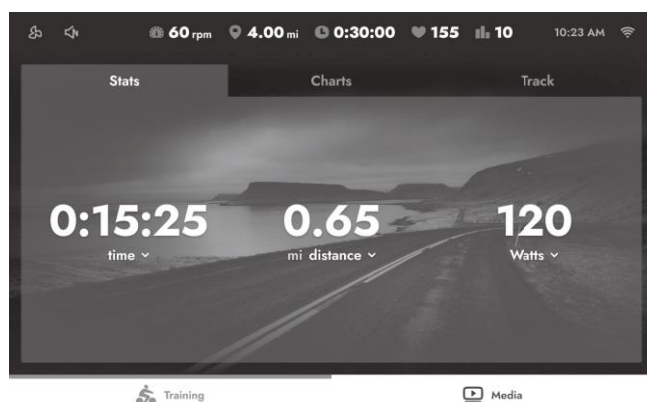 60 rpm 4.00 mi 0:30:00 155 10 10:23 AM
Stats Charts Track
0:15:25 0.65 120
time mi distance Watts
Training Media